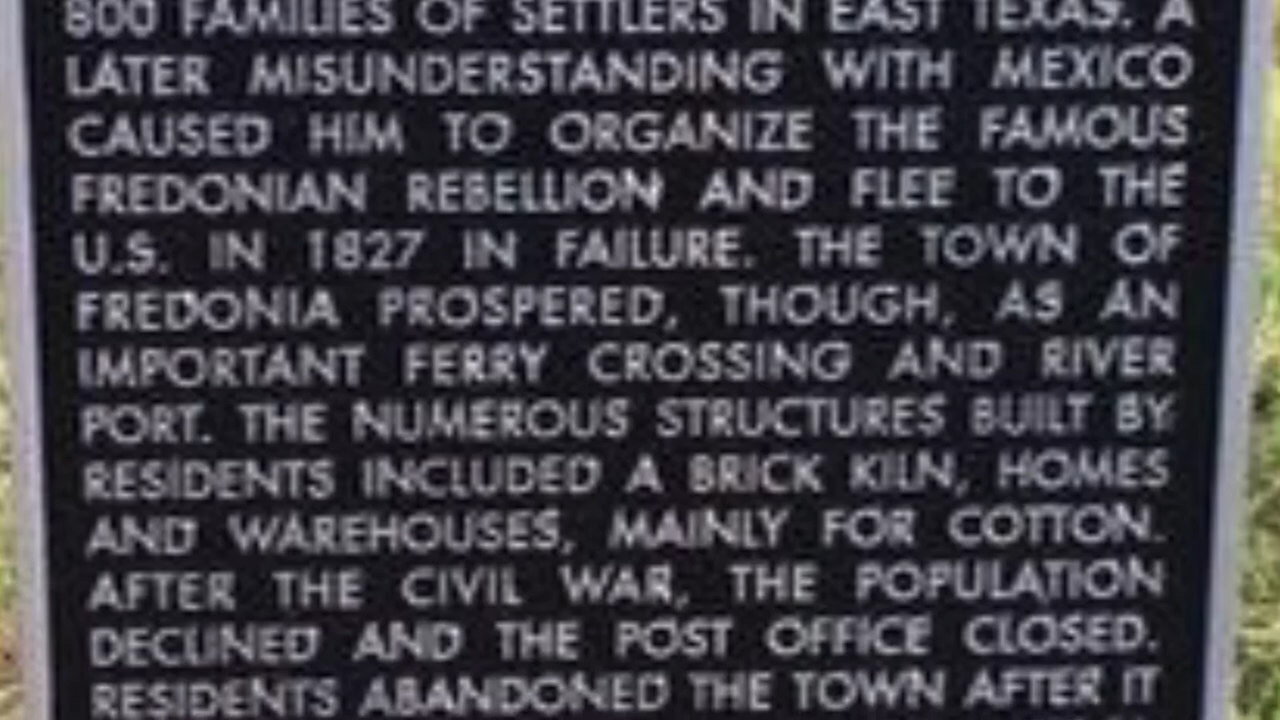 800 FAMILIES OF SETTLERS IN EAST TEXAS. A
LATER MISUNDERSTANDING WITH MEXICO
CAUSED HIM TO ORGANIZE THE FAMOUS
FREDONIAN REBELLION AND FLEE TO THE
U.S. IN 1827 IN FAILURE. THE TOWN OF
FREDONIA PROSPERED, THOUGH, AS AN
IMPORTANT FERRY CROSSING AND RIVER
PORT. THE NUMEROUS STRUCTURES BUILT BY
RESIDENTS INCLUDED A BRICK KILN, HOMES
AND WAREHOUSES, MAINLY FOR COTTON.
AFTER THE CIVIL WAR, THE POPULATION
DECLINED AND THE POST OFFICE CLOSED.
RESIDENTS ABANDONED THE TOWN AFTER IT